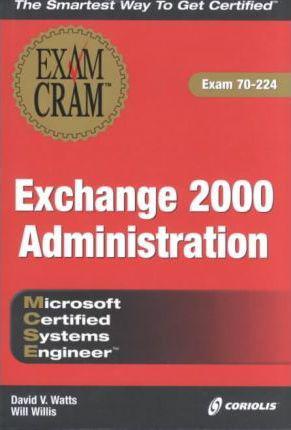 The Smartest Way To Get Certified™
EXAM
CRAM™
Exam 70-224
Exchange 2000
Administration
Microsoft
Certified
Systems
Engineer™
David V. Watts
Will Willis
CORIOLIS